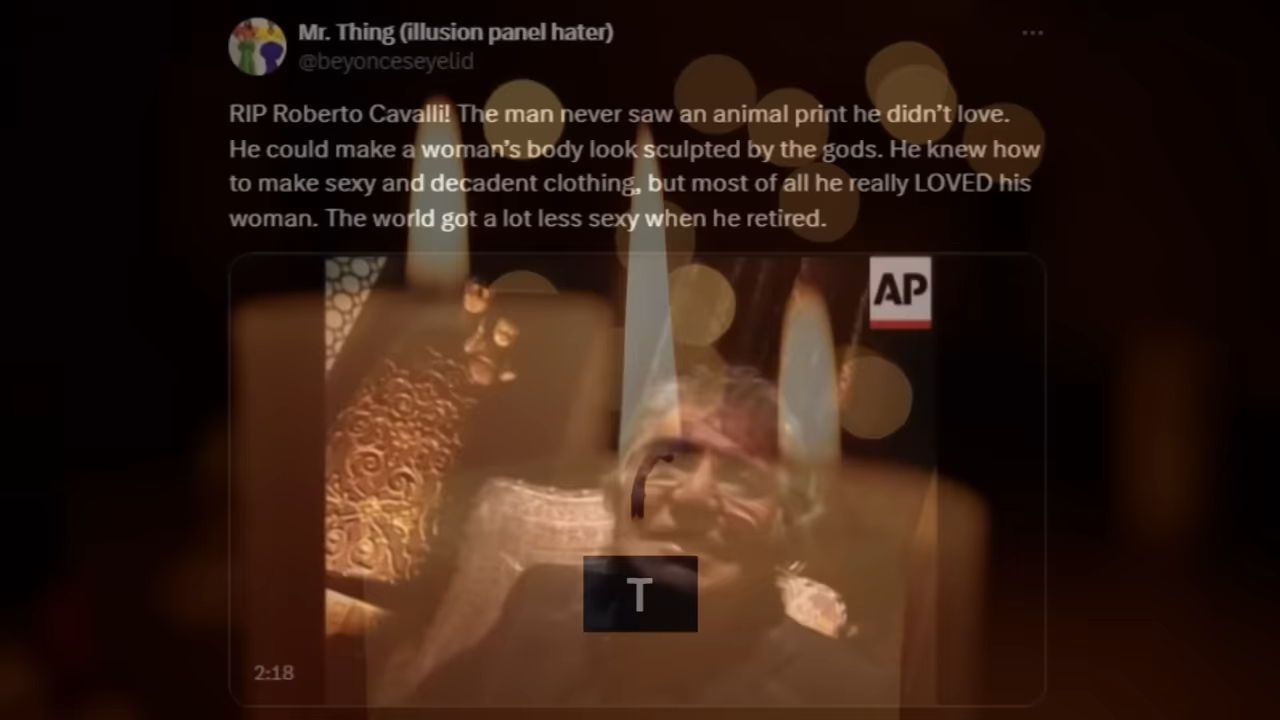 Mr. Thing (illusion panel hater)
@beyonceseyelid
RIP Roberto Cavalli! The man never saw an animal print he didn't love.
He could make a woman's body look sculpted by the gods. He knew how
to make sexy and decadent clothing, but most of all he really LOVED his
woman. The world got a lot less sexy when he retired.
AP
T
2:18